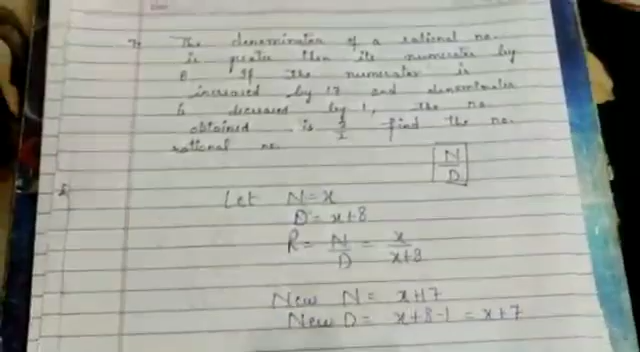 7. The denominator of a rational no.
is greater than its numerator by
8. If the numerator is
increased by 17 and denominator
is decreased by 1, the no.
obtained is 3/2 find the no.
rational no.
N/D
Let N = x
D = x+8
R = N/D = x/x+8
New N = x+17
New D = x+8-1 = x+7